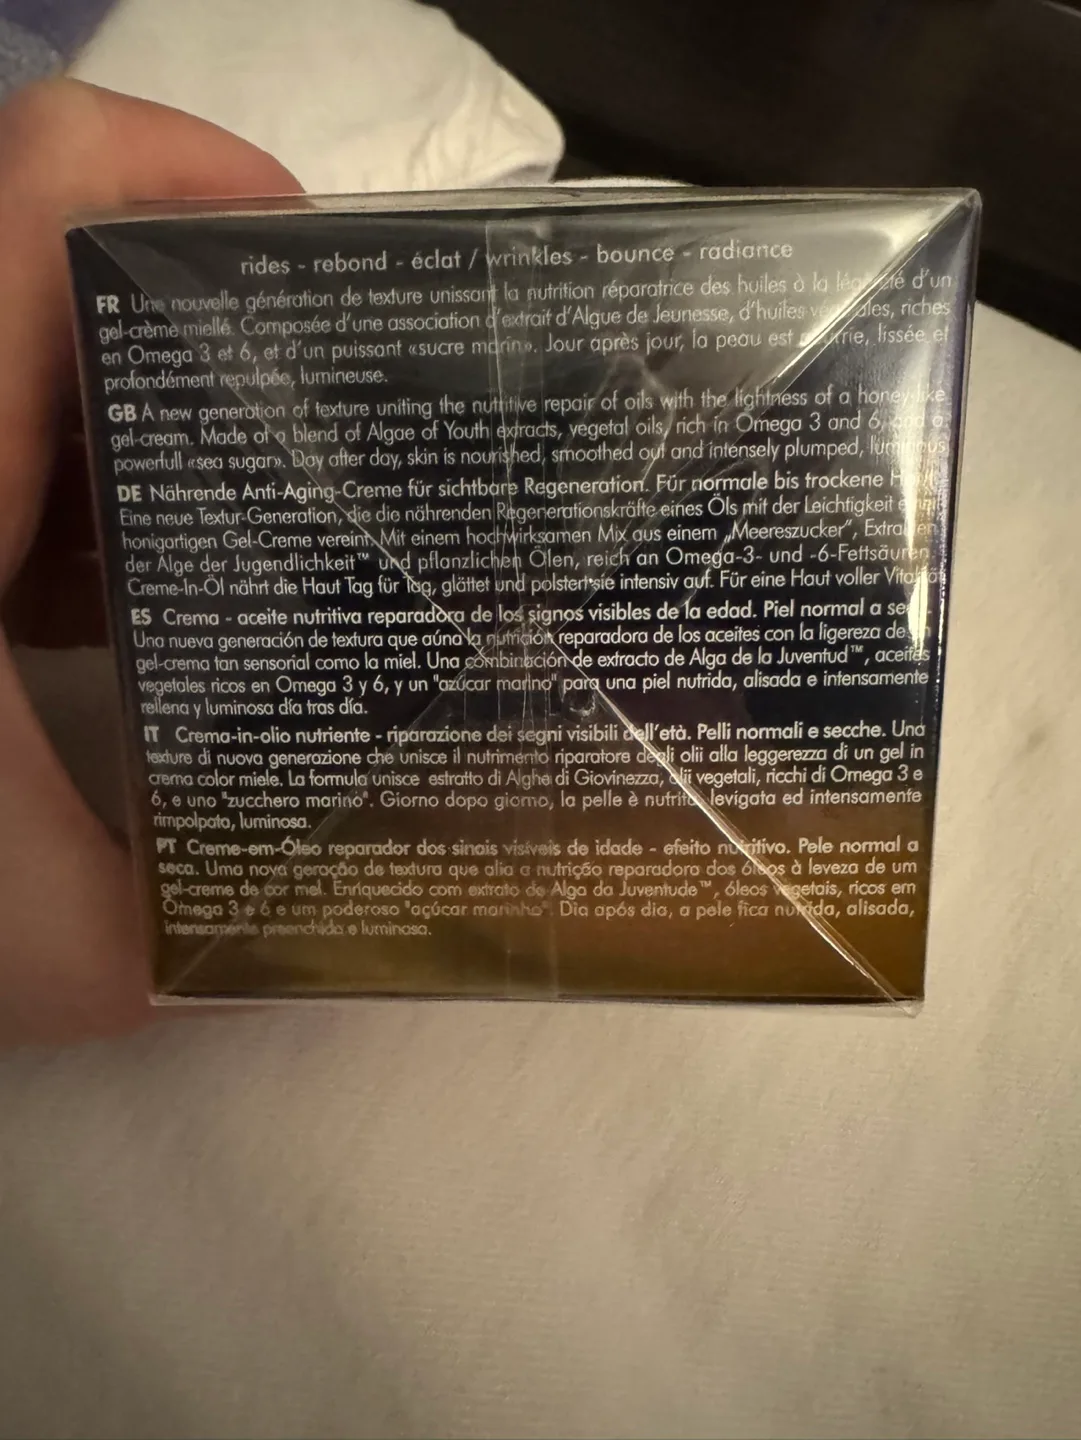 rides - rebond - éclat / wrinkles - bounce - radiance
FR Une nouvelle génération de texture unissant la nutrition réparatrice des huiles à la légèreté d'un
gel-crème miellé. Composée d'une association d'extrait d'Algue de Jeunesse, d'huiles végétales, riches
en Omega 3 et 6, et d'un puissant «sucre marin». Jour après jour, la peau est nourrie, lissée et
profondément repulpée, lumineuse.
GB A new generation of texture uniting the nutritive repair of oils with the lightness of a honey-like
gel-cream. Made of a blend of Algae of Youth extracts, vegetal oils, rich in Omega 3 and 6, and a
powerfull «sea sugar». Day after day, skin is nourished, smoothed out and intensely plumped, luminous
DE Nährende Anti-Aging-Creme für sichtbare Regeneration. Für normale bis trockene Haut.
Eine neue Textur-Generation, die die nährenden Regenerationskräfte eines Öls mit der Leichtigkeit einer
honigartigen Gel-Creme vereint. Mit einem hochwirksamen Mix aus einem „Meereszucker", Extrakten
der Alge der Jugendlichkeit™ und pflanzlichen Ölen, reich an Omega-3- und -6-Fettsäuren
Creme-In-Öl nährt die Haut Tag für Tag, glättet und polstert sie intensiv auf. Für eine Haut voller Vitalität
ES Crema - aceite nutritiva reparadora de los signos visibles de la edad. Piel normal a seca.
Una nueva generación de textura que aúna la nutrición reparadora de los aceites con la ligereza de un
gel-crema tan sensorial como la miel. Una combinación de extracto de Alga de la Juventud™, aceites
vegetales ricos en Omega 3 y 6, y un "azúcar marino" para una piel nutrida, alisada e intensamente
rellena y luminosa día tras día.
IT Crema-in-olio nutriente - riparazione dei segni visibili dell'età. Pelli normali e secche. Una
texture di nuova generazione che unisce il nutrimento riparatore degli olii alla leggerezza di un gel in
crema color miele. La formula unisce estratto di Alghe di Giovinezza, olii vegetali, ricchi di Omega 3 e
6, e uno "zucchero marino". Giorno dopo giorno, la pelle è nutrita, levigata ed intensamente
rimpolpata, luminosa.
PT Creme-em-Óleo reparador dos sinais visíveis de idade - efeito nutritivo. Pele normal a
seca. Uma nova geração de textura que alia a nutrição reparadora dos óleos à leveza de um
gel-creme de cor mel. Enriquecido com extrato de Alga da Juventude™, óleos vegetais, ricos em
Omega 3 e 6 e um poderoso "açúcar marinho". Dia após dia, a pele fica nutrida, alisada,
intensamente preenchida e luminosa.